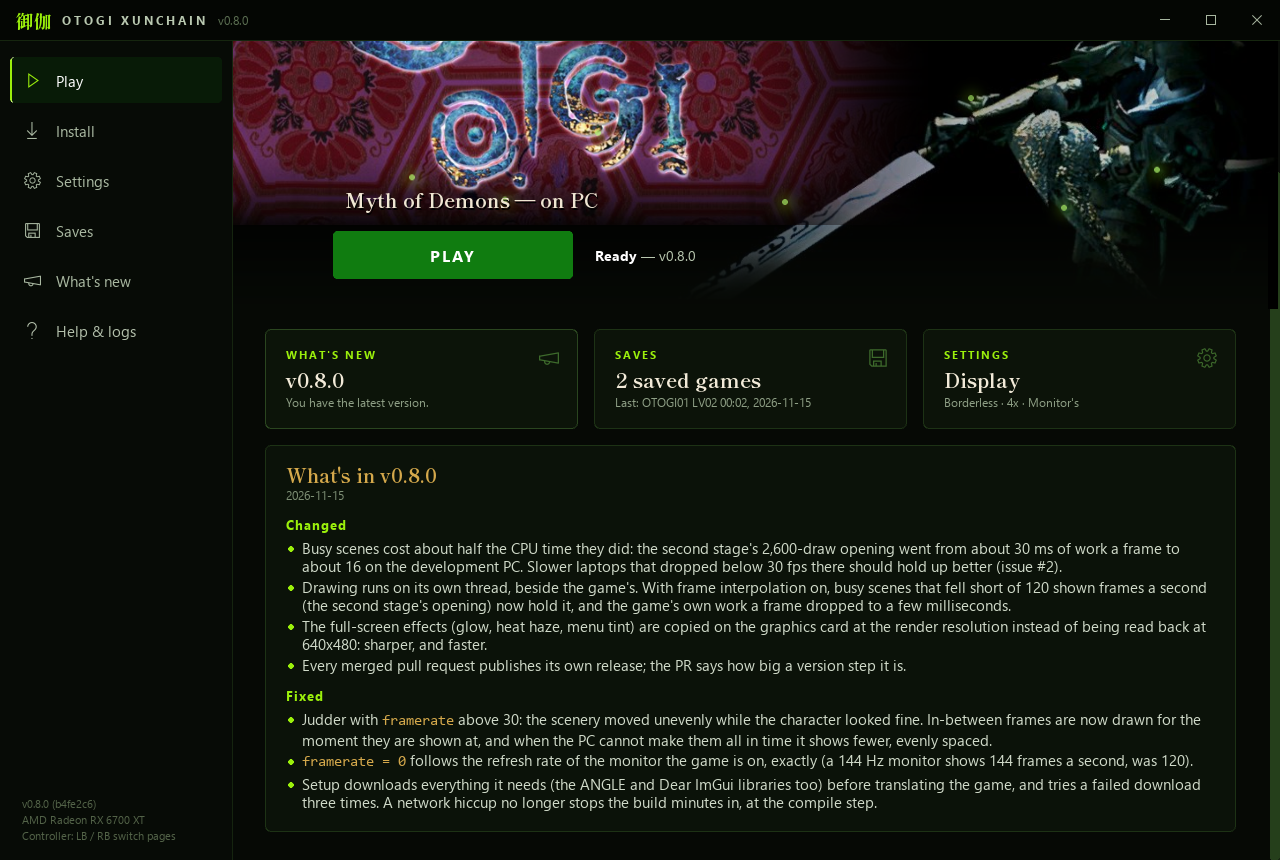 御伽 OTOGI XUNCHAIN v0.8.0
Play
Install
Settings
Saves
What's new
Help & logs
v0.8.0 (b4fe2c6)
AMD Radeon RX 6700 XT
Controller: LB / RB switch pages
OTOGI
Myth of Demons — on PC
PLAY
Ready — v0.8.0
WHAT'S NEW
v0.8.0
You have the latest version.
SAVES
2 saved games
Last: OTOGI01 LV02 00:02, 2026-11-15
SETTINGS
Display
Borderless · 4x · Monitor's
What's in v0.8.0
2026-11-15
Changed
Busy scenes cost about half the CPU time they did: the second stage's 2,600-draw opening went from about 30 ms of work a frame to
about 16 on the development PC. Slower laptops that dropped below 30 fps there should hold up better (issue #2).
Drawing runs on its own thread, beside the game's. With frame interpolation on, busy scenes that fell short of 120 shown frames a second
(the second stage's opening) now hold it, and the game's own work a frame dropped to a few milliseconds.
The full-screen effects (glow, heat haze, menu tint) are copied on the graphics card at the render resolution instead of being read back at
640x480: sharper, and faster.
Every merged pull request publishes its own release; the PR says how big a version step it is.
Fixed
Judder with framerate above 30: the scenery moved unevenly while the character looked fine. In-between frames are now drawn for the
moment they are shown at, and when the PC cannot make them all in time it shows fewer, evenly spaced.
framerate = 0 follows the refresh rate of the monitor the game is on, exactly (a 144 Hz monitor shows 144 frames a second, was 120).
Setup downloads everything it needs (the ANGLE and Dear ImGui libraries too) before translating the game, and tries a failed download
three times. A network hiccup no longer stops the build minutes in, at the compile step.